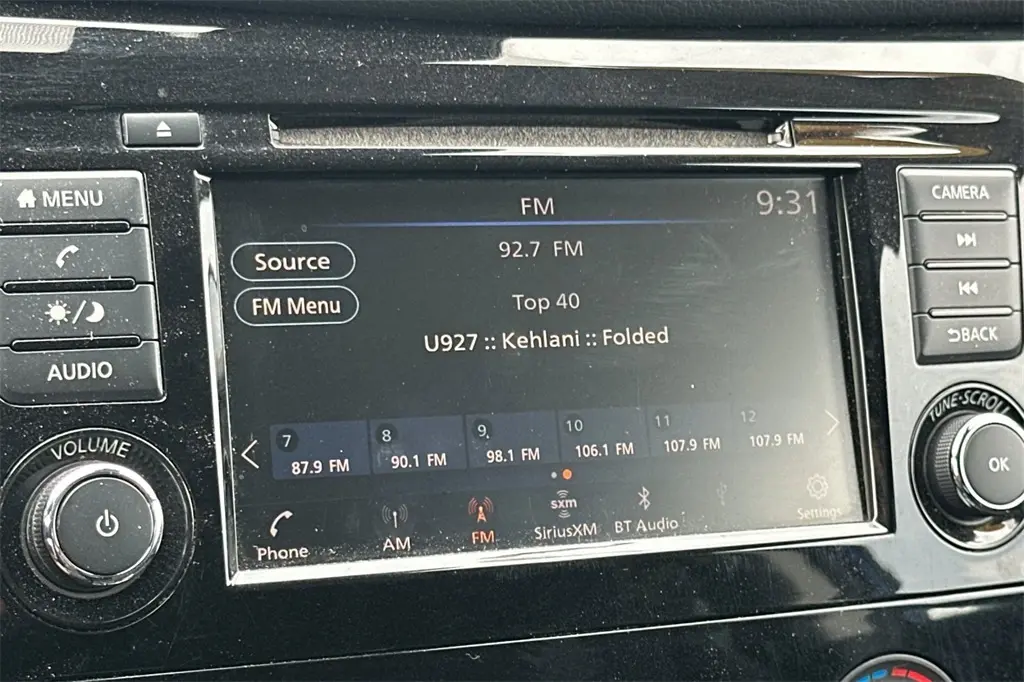 MENU
AUDIO
VOLUME
FM
9:31
Source
92.7 FM
FM Menu
Top 40
U927 :: Kehlani :: Folded
7 87.9 FM
8 90.1 FM
9 98.1 FM
10 106.1 FM
11 107.9 FM
12 107.9 FM
Phone
AM
FM
sxm
SiriusXM
BT Audio
Settings
CAMERA
BACK
TUNE·SCROLL
OK